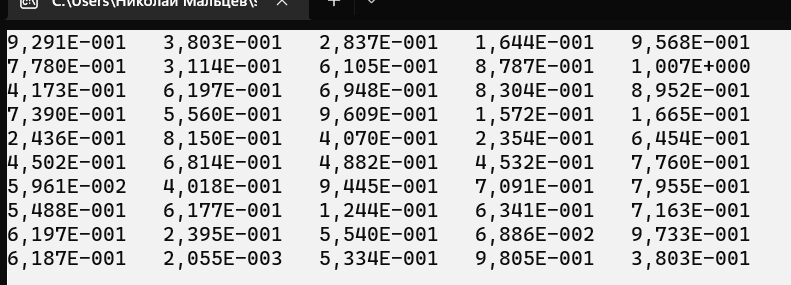 C:\Users\Николай Мальцев\
9,291E-001 3,803E-001 2,837E-001 1,644E-001 9,568E-001
7,780E-001 3,114E-001 6,105E-001 8,787E-001 1,007E+000
4,173E-001 6,197E-001 6,948E-001 8,304E-001 8,952E-001
7,390E-001 5,560E-001 9,609E-001 1,572E-001 1,665E-001
2,436E-001 8,150E-001 4,070E-001 2,354E-001 6,454E-001
4,502E-001 6,814E-001 4,882E-001 4,532E-001 7,760E-001
5,961E-002 4,018E-001 9,445E-001 7,091E-001 7,955E-001
5,488E-001 6,177E-001 1,244E-001 6,341E-001 7,163E-001
6,197E-001 2,395E-001 5,540E-001 6,886E-002 9,733E-001
6,187E-001 2,055E-003 5,334E-001 9,805E-001 3,803E-001